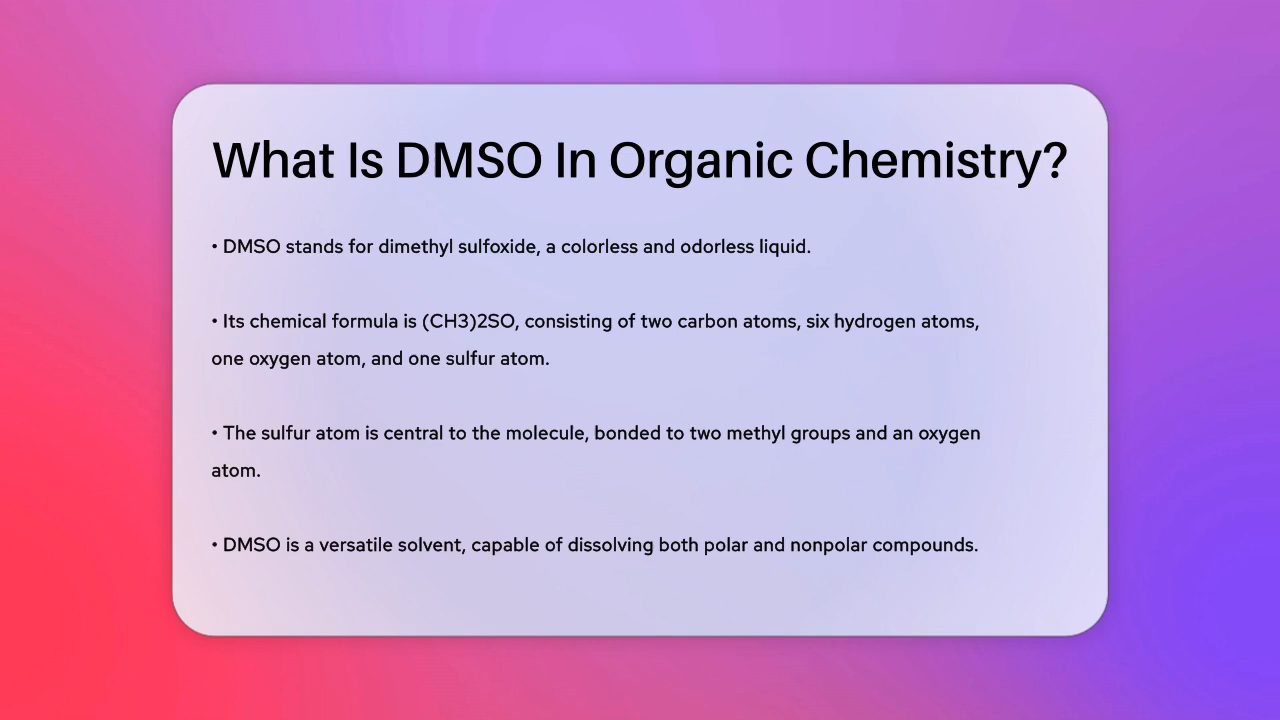 What Is DMSO In Organic Chemistry?
• DMSO stands for dimethyl sulfoxide, a colorless and odorless liquid.
• Its chemical formula is (CH3)2SO, consisting of two carbon atoms, six hydrogen atoms,
one oxygen atom, and one sulfur atom.
• The sulfur atom is central to the molecule, bonded to two methyl groups and an oxygen
atom.
• DMSO is a versatile solvent, capable of dissolving both polar and nonpolar compounds.